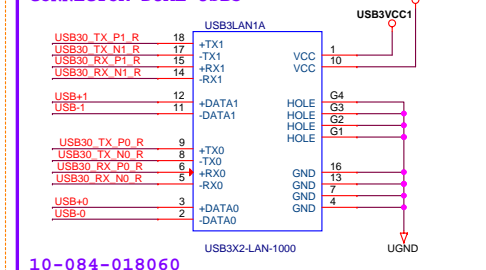 USB3LAN1A
USB3VCC1
USB30_TX_P1_R 18 +TX1
USB30_TX_N1_R 17 -TX1
USB30_RX_P1_R 15 +RX1
USB30_RX_N1_R 14 -RX1
VCC 1
VCC 10
USB+1 12 +DATA1
USB-1 11 -DATA1
HOLE G4
HOLE G3
HOLE G2
HOLE G1
USB30_TX_P0_R 9 +TX0
USB30_TX_N0_R 8 -TX0
USB30_RX_P0_R 6 +RX0
USB30_RX_N0_R 5 -RX0
GND 16
GND 13
GND 7
GND 4
USB+0 3 +DATA0
USB-0 2 -DATA0
USB3X2-LAN-1000
UGND
10-084-018060